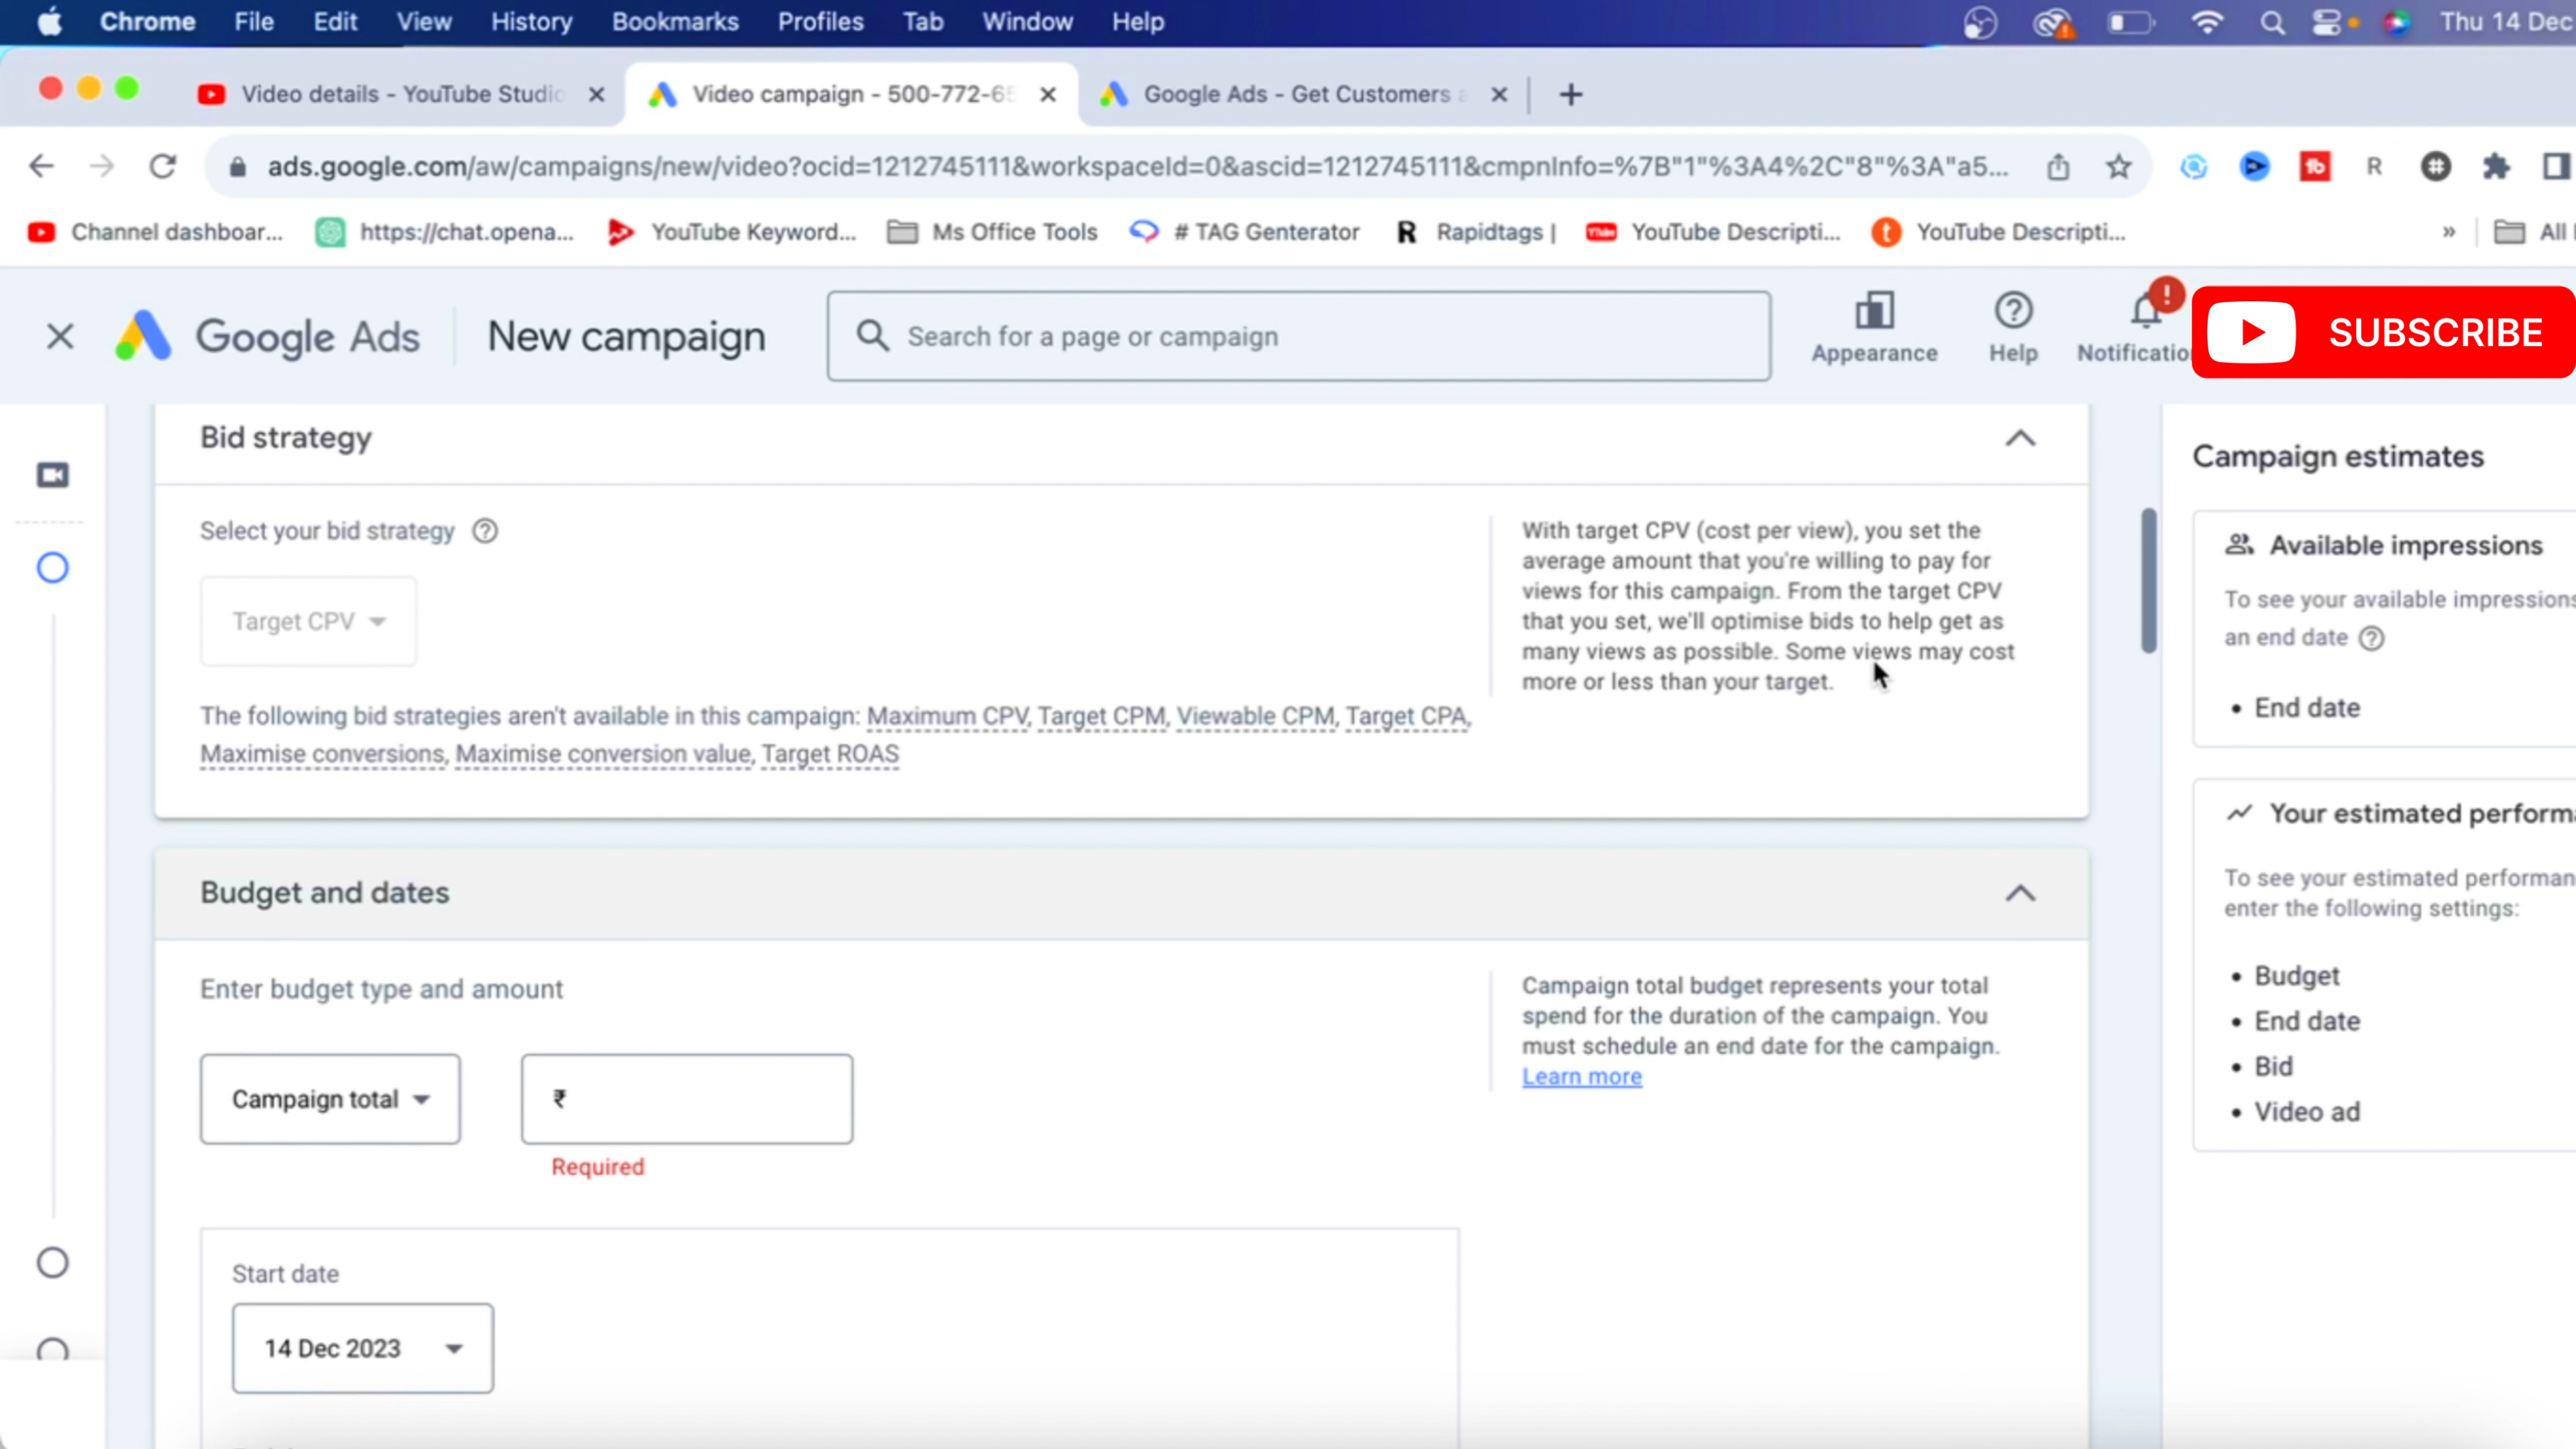 Chrome File Edit View History Bookmarks Profiles Tab Window Help Thu 14 Dec
Video details - YouTube Studio
Video campaign - 500-772-65
Google Ads - Get Customers a
ads.google.com/aw/campaigns/new/video?ocid=1212745111&workspaceId=0&ascid=1212745111&cmpnInfo=%7B"1"%3A4%2C"8"%3A"a5...
Channel dashboar... https://chat.opena... YouTube Keyword... Ms Office Tools # TAG Genterator Rapidtags | YouTube Descripti... YouTube Descripti... » All
Google Ads New campaign
Search for a page or campaign
Appearance Help Notificatio
SUBSCRIBE
Bid strategy
Select your bid strategy
Target CPV
The following bid strategies aren't available in this campaign: Maximum CPV, Target CPM, Viewable CPM, Target CPA,
Maximise conversions, Maximise conversion value, Target ROAS
With target CPV (cost per view), you set the
average amount that you're willing to pay for
views for this campaign. From the target CPV
that you set, we'll optimise bids to help get as
many views as possible. Some views may cost
more or less than your target.
Budget and dates
Enter budget type and amount
Campaign total
₹
Required
Campaign total budget represents your total
spend for the duration of the campaign. You
must schedule an end date for the campaign.
Learn more
Start date
14 Dec 2023
Campaign estimates
Available impressions
To see your available impressions
an end date
• End date
Your estimated performa
To see your estimated performan
enter the following settings:
• Budget
• End date
• Bid
• Video ad